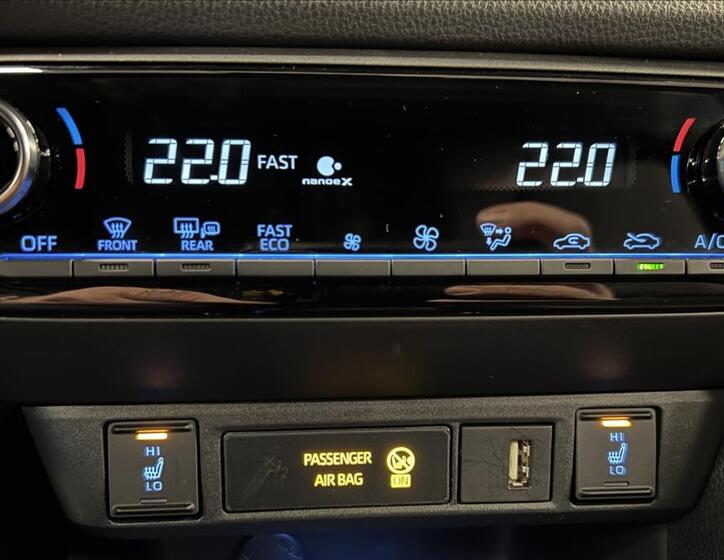 22.0 FAST nanoeX 22.0
OFF FRONT REAR FAST ECO A/C
HI
LO
PASSENGER
AIR BAG ON
HI
LO